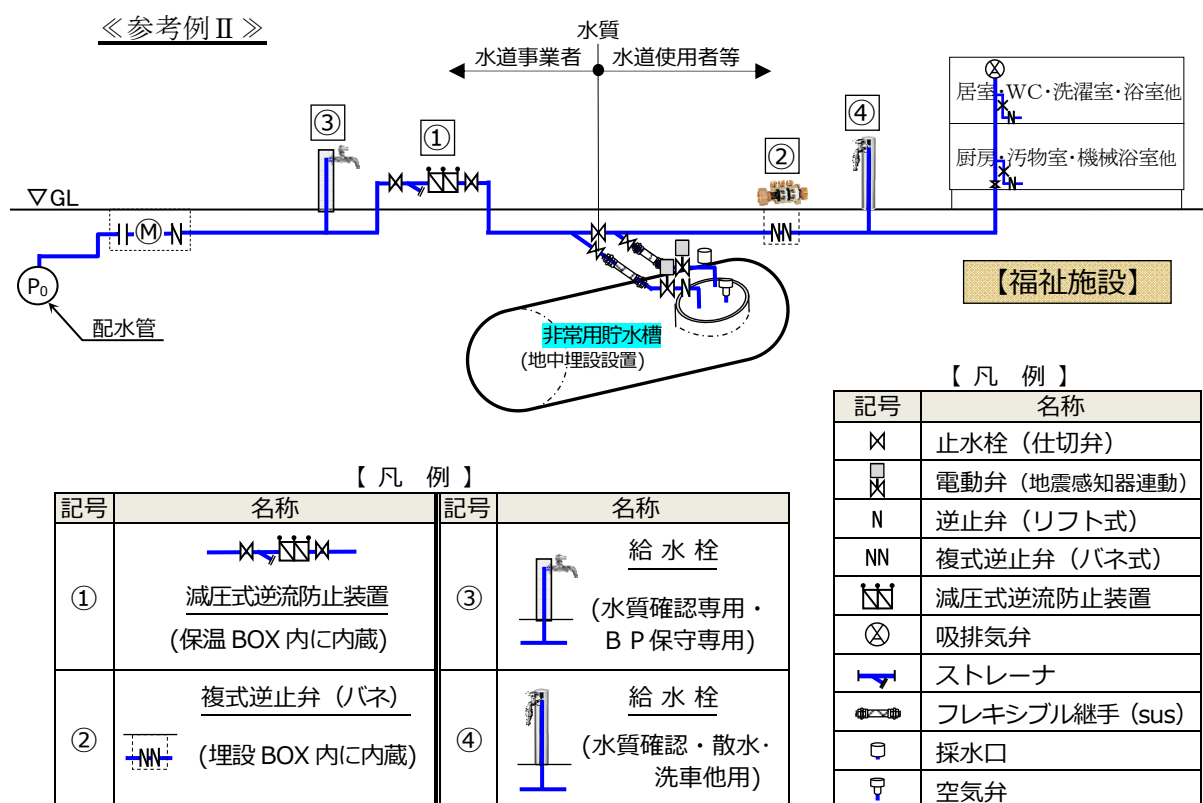 ≪参考例Ⅱ≫
水質
水道事業者 水道使用者等
③
①
②
④
居室・WC・洗濯室・浴室他
厨房・汚物室・機械浴室他
▽GL
M
P₀
配水管
非常用貯水槽
(地中埋設設置)
【福祉施設】
【 凡 例 】
記号 名称 記号 名称
①
減圧式逆流防止装置
(保温 BOX 内に内蔵)
③
給 水 栓
(水質確認専用・
ＢＰ保守専用)
②
複式逆止弁（バネ）
(埋設 BOX 内に内蔵)
④
給 水 栓
(水質確認・散水・
洗車他用)
【 凡 例 】
記号 名称
止水栓（仕切弁）
電動弁（地震感知器連動）
N 逆止弁（リフト式）
NN 複式逆止弁（バネ式）
減圧式逆流防止装置
吸排気弁
ストレーナ
フレキシブル継手（sus）
採水口
空気弁